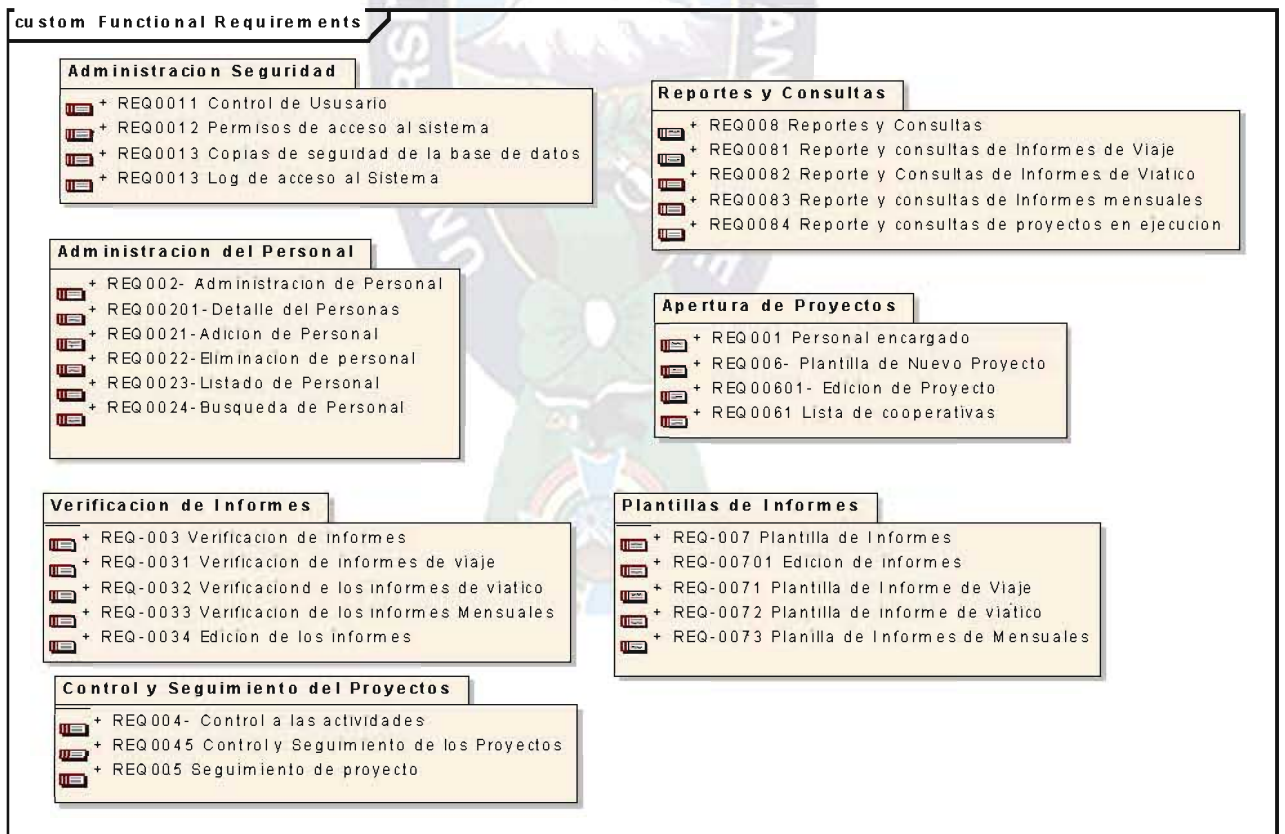 custom Functional Requirements
Administracion Seguridad
+ REQ0011 Control de Ususario
+ REQ0012 Permisos de acceso al sistema
+ REQ0013 Copias de seguidad de la base de datos
+ REQ0013 Log de acceso al Sistema
Reportes y Consultas
+ REQ008 Reportes y Consultas
+ REQ0081 Reporte y consultas de Informes de Viaje
+ REQ0082 Reporte y Consultas de Informes de Viatico
+ REQ0083 Reporte y consultas de Informes mensuales
+ REQ0084 Reporte y consultas de proyectos en ejecucion
Administracion del Personal
+ REQ002- Administracion de Personal
+ REQ00201-Detalle del Personas
+ REQ0021-Adicion de Personal
+ REQ0022-Eliminacion de personal
+ REQ0023-Listado de Personal
+ REQ0024-Busqueda de Personal
Apertura de Proyectos
+ REQ001 Personal encargado
+ REQ006- Plantilla de Nuevo Proyecto
+ REQ00601- Edicion de Proyecto
+ REQ0061 Lista de cooperativas
Verificacion de Informes
+ REQ-003 Verificacion de informes
+ REQ-0031 Verificacion de informes de viaje
+ REQ-0032 Verificaciond e los informes de viatico
+ REQ-0033 Verificacion de los informes Mensuales
+ REQ-0034 Edicion de los informes
Plantillas de Informes
+ REQ-007 Plantilla de Informes
+ REQ-00701 Edicion de informes
+ REQ-0071 Plantilla de Informe de Viaje
+ REQ-0072 Plantilla de informe de viatico
+ REQ-0073 Planilla de Informes de Mensuales
Control y Seguimiento del Proyectos
+ REQ004- Control a las actividades
+ REQ0045 Control y Seguimiento de los Proyectos
+ REQ005 Seguimiento de proyecto